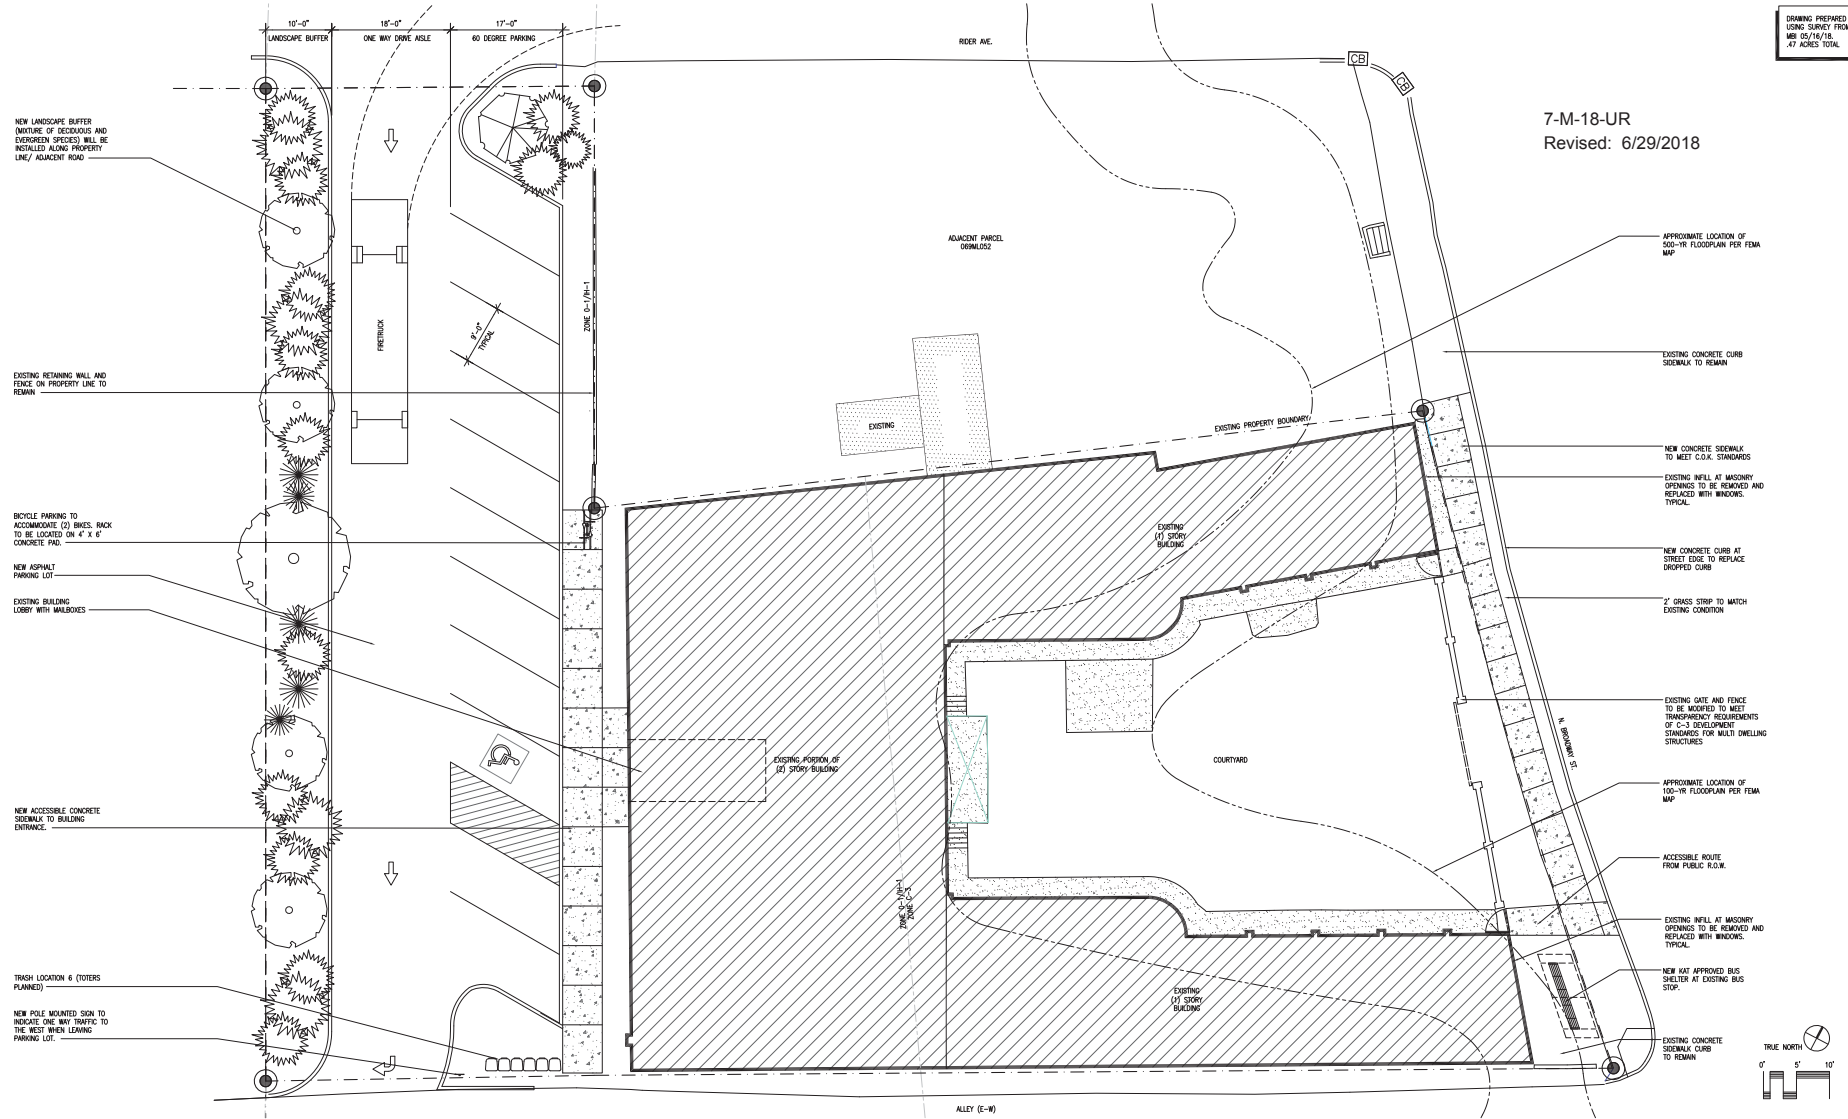 10'-0"
18'-0"
17'-0"
LANDSCAPE BUFFER
ONE WAY DRIVE AISLE
60 DEGREE PARKING
RIDER AVE.
CB
CB
DRAWING PREPARED
USING SURVEY FROM
MBI 05/16/18.
.47 ACRES TOTAL
7-M-18-UR
Revised: 6/29/2018
NEW LANDSCAPE BUFFER
(MIXTURE OF DECIDUOUS AND
EVERGREEN SPECIES) WILL BE
INSTALLED ALONG PROPERTY
LINE/ ADJACENT ROAD
EXISTING RETAINING WALL AND
FENCE ON PROPERTY LINE TO
REMAIN
BICYCLE PARKING TO
ACCOMMODATE (2) BIKES. RACK
TO BE LOCATED ON 4' X 6'
CONCRETE PAD.
NEW ASPHALT
PARKING LOT
EXISTING BUILDING
LOBBY WITH MAILBOXES
NEW ACCESSIBLE CONCRETE
SIDEWALK TO BUILDING
ENTRANCE.
TRASH LOCATION 6 (TOTERS
PLANNED)
NEW POLE MOUNTED SIGN TO
INDICATE ONE WAY TRAFFIC TO
THE WEST WHEN LEAVING
PARKING LOT.
FIRETRUCK
9'-0"
TYPICAL
ZONE O-1/IH-1
ADJACENT PARCEL
069ML052
EXISTING
EXISTING PROPERTY BOUNDARY
EXISTING
(1) STORY
BUILDING
EXISTING PORTION OF
(2) STORY BUILDING
COURTYARD
ZONE O-1/IH-1
ZONE C-3
EXISTING
(1) STORY
BUILDING
N. BROADWAY ST.
ALLEY (E-W)
APPROXIMATE LOCATION OF
500-YR FLOODPLAIN PER FEMA
MAP
EXISTING CONCRETE CURB
SIDEWALK TO REMAIN
NEW CONCRETE SIDEWALK
TO MEET C.O.K. STANDARDS
EXISTING INFILL AT MASONRY
OPENINGS TO BE REMOVED AND
REPLACED WITH WINDOWS.
TYPICAL.
NEW CONCRETE CURB AT
STREET EDGE TO REPLACE
DROPPED CURB
2' GRASS STRIP TO MATCH
EXISTING CONDITION
EXISTING GATE AND FENCE
TO BE MODIFIED TO MEET
TRANSPARENCY REQUIREMENTS
OF C-3 DEVELOPMENT
STANDARDS FOR MULTI DWELLING
STRUCTURES
APPROXIMATE LOCATION OF
100-YR FLOODPLAIN PER FEMA
MAP
ACCESSIBLE ROUTE
FROM PUBLIC R.O.W.
EXISTING INFILL AT MASONRY
OPENINGS TO BE REMOVED AND
REPLACED WITH WINDOWS.
TYPICAL.
NEW KAT APPROVED BUS
SHELTER AT EXISTING BUS
STOP.
EXISTING CONCRETE
SIDEWALK CURB
TO REMAIN
TRUE NORTH
0' 5' 10'